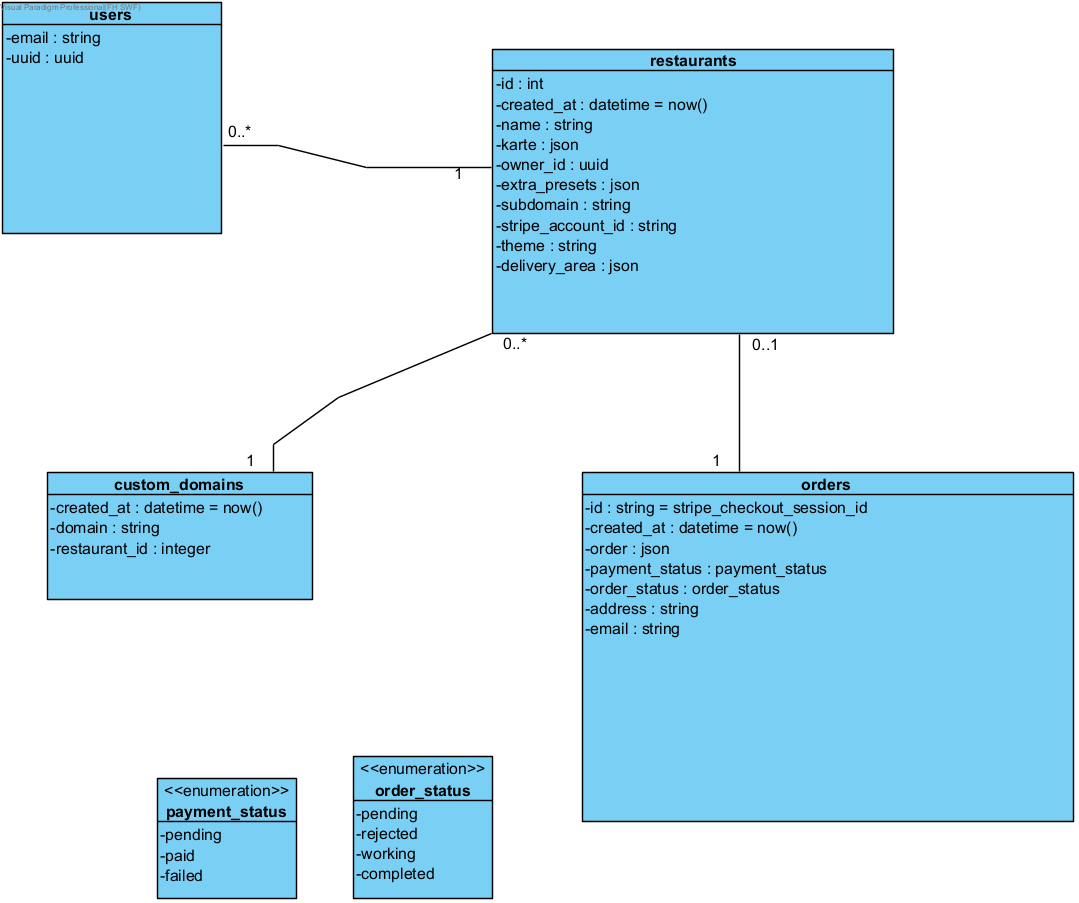 Visual Paradigm Professional(FH SWF)
users
-email : string
-uuid : uuid
restaurants
-id : int
-created_at : datetime = now()
-name : string
-karte : json
-owner_id : uuid
-extra_presets : json
-subdomain : string
-stripe_account_id : string
-theme : string
-delivery_area : json
0..*
1
0..*
0..1
1
1
custom_domains
-created_at : datetime = now()
-domain : string
-restaurant_id : integer
orders
-id : string = stripe_checkout_session_id
-created_at : datetime = now()
-order : json
-payment_status : payment_status
-order_status : order_status
-address : string
-email : string
<<enumeration>>
payment_status
-pending
-paid
-failed
<<enumeration>>
order_status
-pending
-rejected
-working
-completed